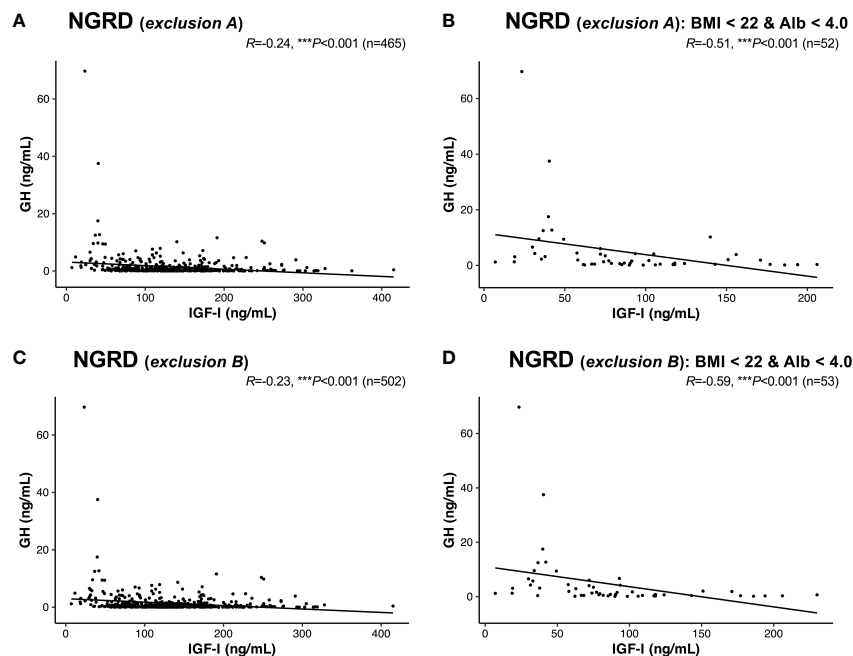 A NGRD (exclusion A)
R=-0.24, ***P<0.001 (n=465)
60
40
20
0
GH (ng/mL)
0 100 200 300 400
IGF-I (ng/mL)
B NGRD (exclusion A): BMI < 22 & Alb < 4.0
R=-0.51, ***P<0.001 (n=52)
60
40
20
0
GH (ng/mL)
0 50 100 150 200
IGF-I (ng/mL)
C NGRD (exclusion B)
R=-0.23, ***P<0.001 (n=502)
60
40
20
0
GH (ng/mL)
0 100 200 300 400
IGF-I (ng/mL)
D NGRD (exclusion B): BMI < 22 & Alb < 4.0
R=-0.59, ***P<0.001 (n=53)
60
40
20
0
GH (ng/mL)
0 50 100 150 200
IGF-I (ng/mL)